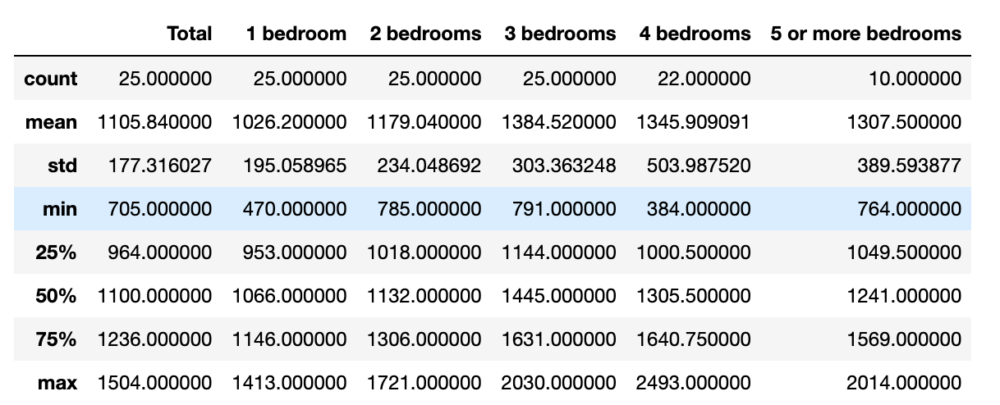 Total 1 bedroom 2 bedrooms 3 bedrooms 4 bedrooms 5 or more bedrooms
count 25.000000 25.000000 25.000000 25.000000 22.000000 10.000000
mean 1105.840000 1026.200000 1179.040000 1384.520000 1345.909091 1307.500000
std 177.316027 195.058965 234.048692 303.363248 503.987520 389.593877
min 705.000000 470.000000 785.000000 791.000000 384.000000 764.000000
25% 964.000000 953.000000 1018.000000 1144.000000 1000.500000 1049.500000
50% 1100.000000 1066.000000 1132.000000 1445.000000 1305.500000 1241.000000
75% 1236.000000 1146.000000 1306.000000 1631.000000 1640.750000 1569.000000
max 1504.000000 1413.000000 1721.000000 2030.000000 2493.000000 2014.000000